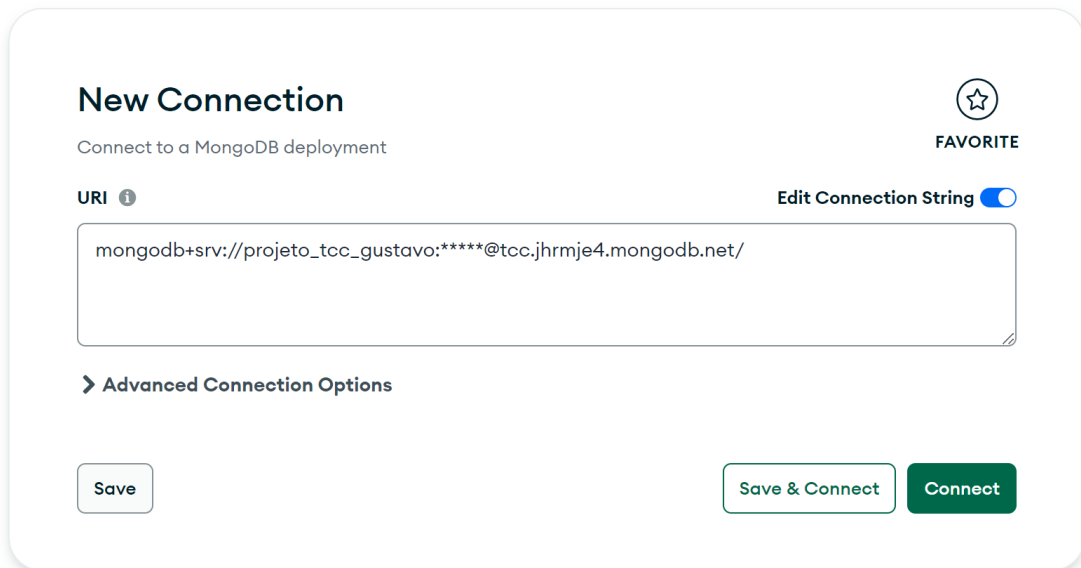 New Connection
FAVORITE
Connect to a MongoDB deployment
URI
Edit Connection String
mongodb+srv://projeto_tcc_gustavo:*****@tcc.jhrmje4.mongodb.net/
Advanced Connection Options
Save
Save & Connect
Connect